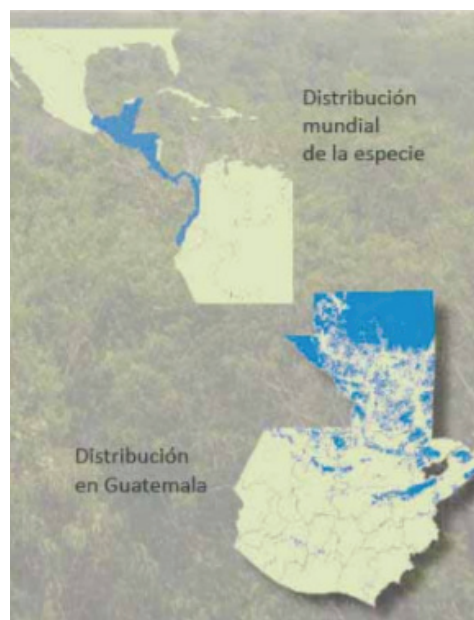 Distribución
mundial
de la especie
Distribución
en Guatemala